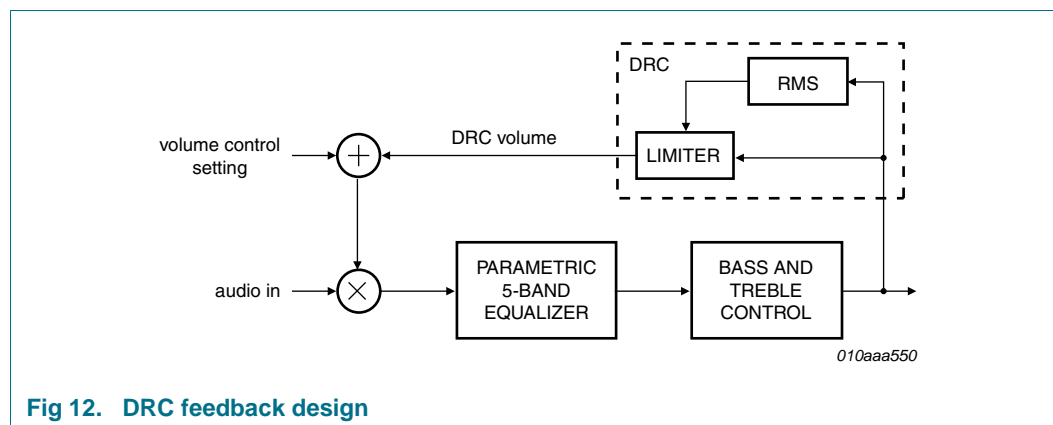 DRC
RMS
LIMITER
DRC volume
volume control
setting
+
audio in
×
PARAMETRIC
5-BAND
EQUALIZER
BASS AND
TREBLE
CONTROL
010aaa550
Fig 12. DRC feedback design